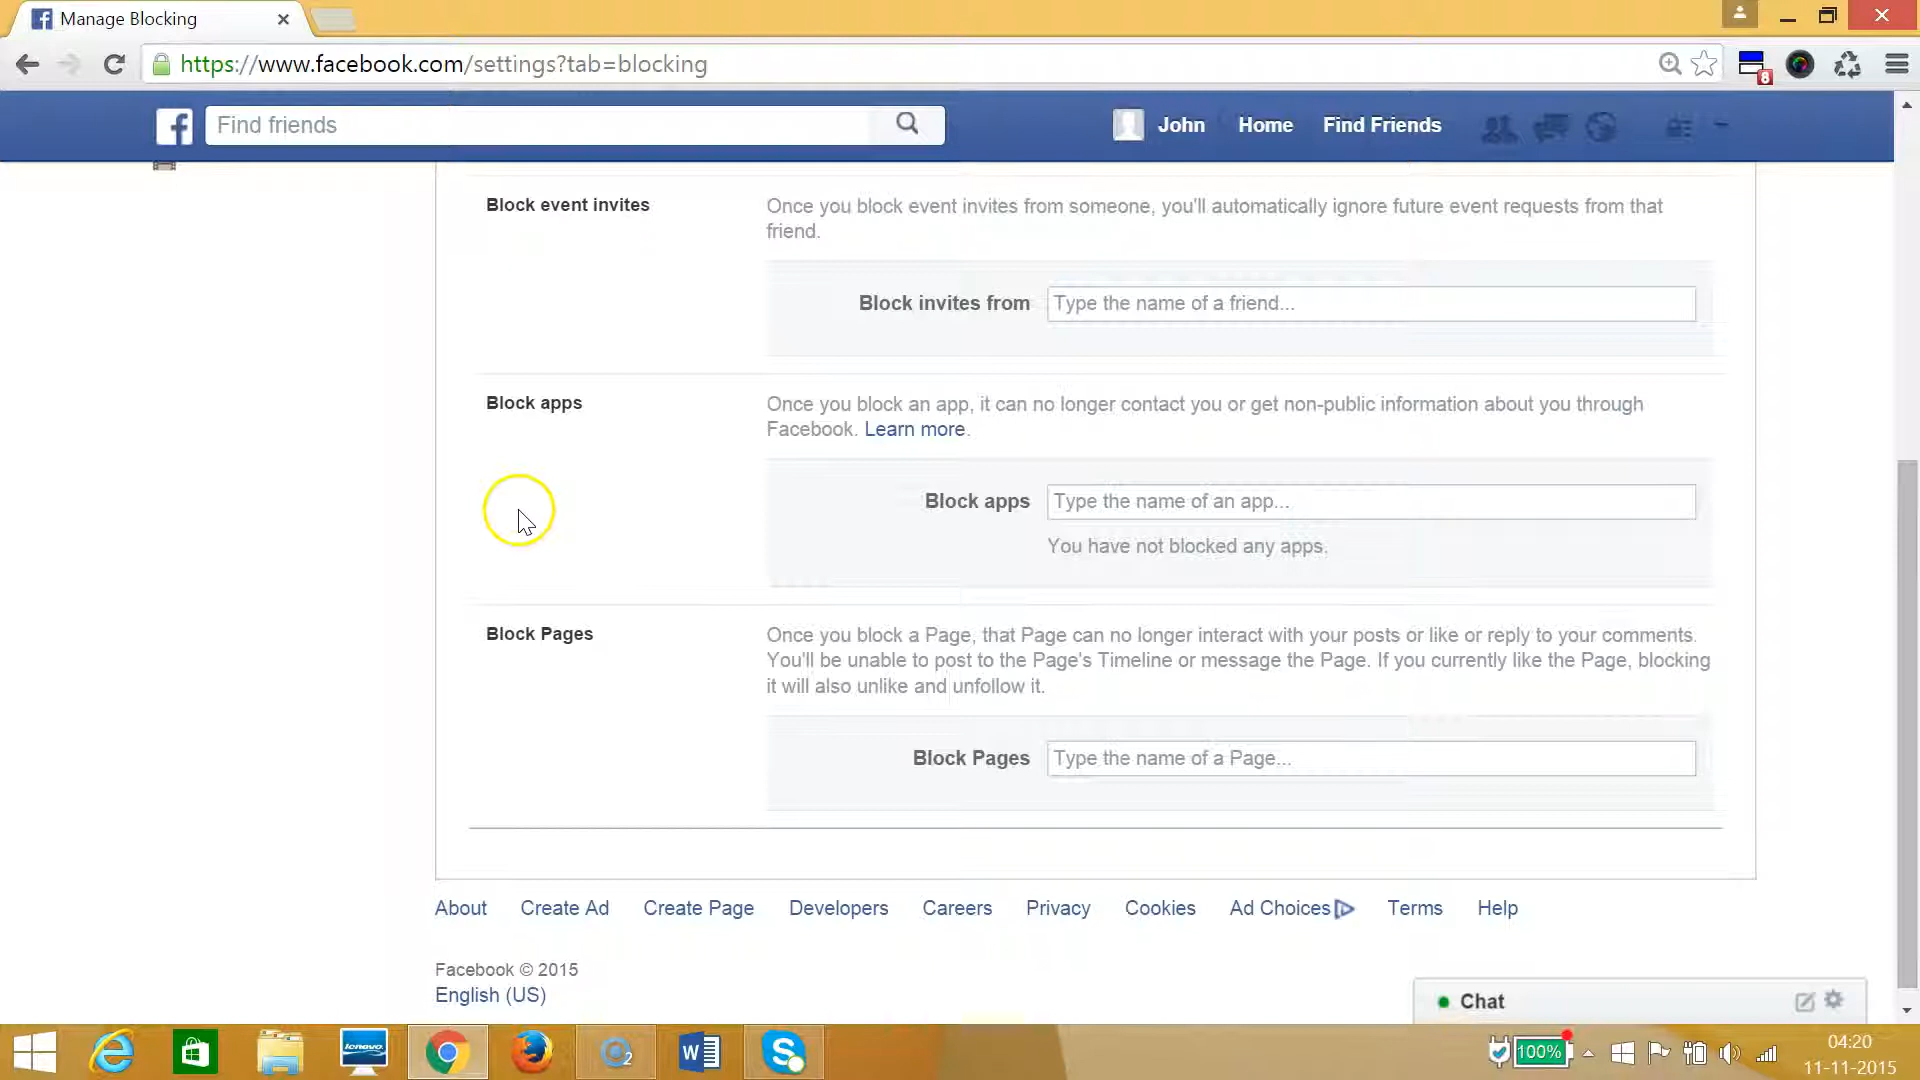 Manage Blocking
https://www.facebook.com/settings?tab=blocking
8
Find friends
John Home Find Friends
Block event invites
Once you block event invites from someone, you'll automatically ignore future event requests from that
friend.
Block invites from Type the name of a friend...
Block apps
Once you block an app, it can no longer contact you or get non-public information about you through
Facebook. Learn more.
Block apps Type the name of an app...
You have not blocked any apps.
Block Pages
Once you block a Page, that Page can no longer interact with your posts or like or reply to your comments.
You'll be unable to post to the Page's Timeline or message the Page. If you currently like the Page, blocking
it will also unlike and unfollow it.
Block Pages Type the name of a Page...
About Create Ad Create Page Developers Careers Privacy Cookies Ad Choices Terms Help
Facebook © 2015
English (US)
Chat
lenovo
2
100%
04:20
11-11-2015